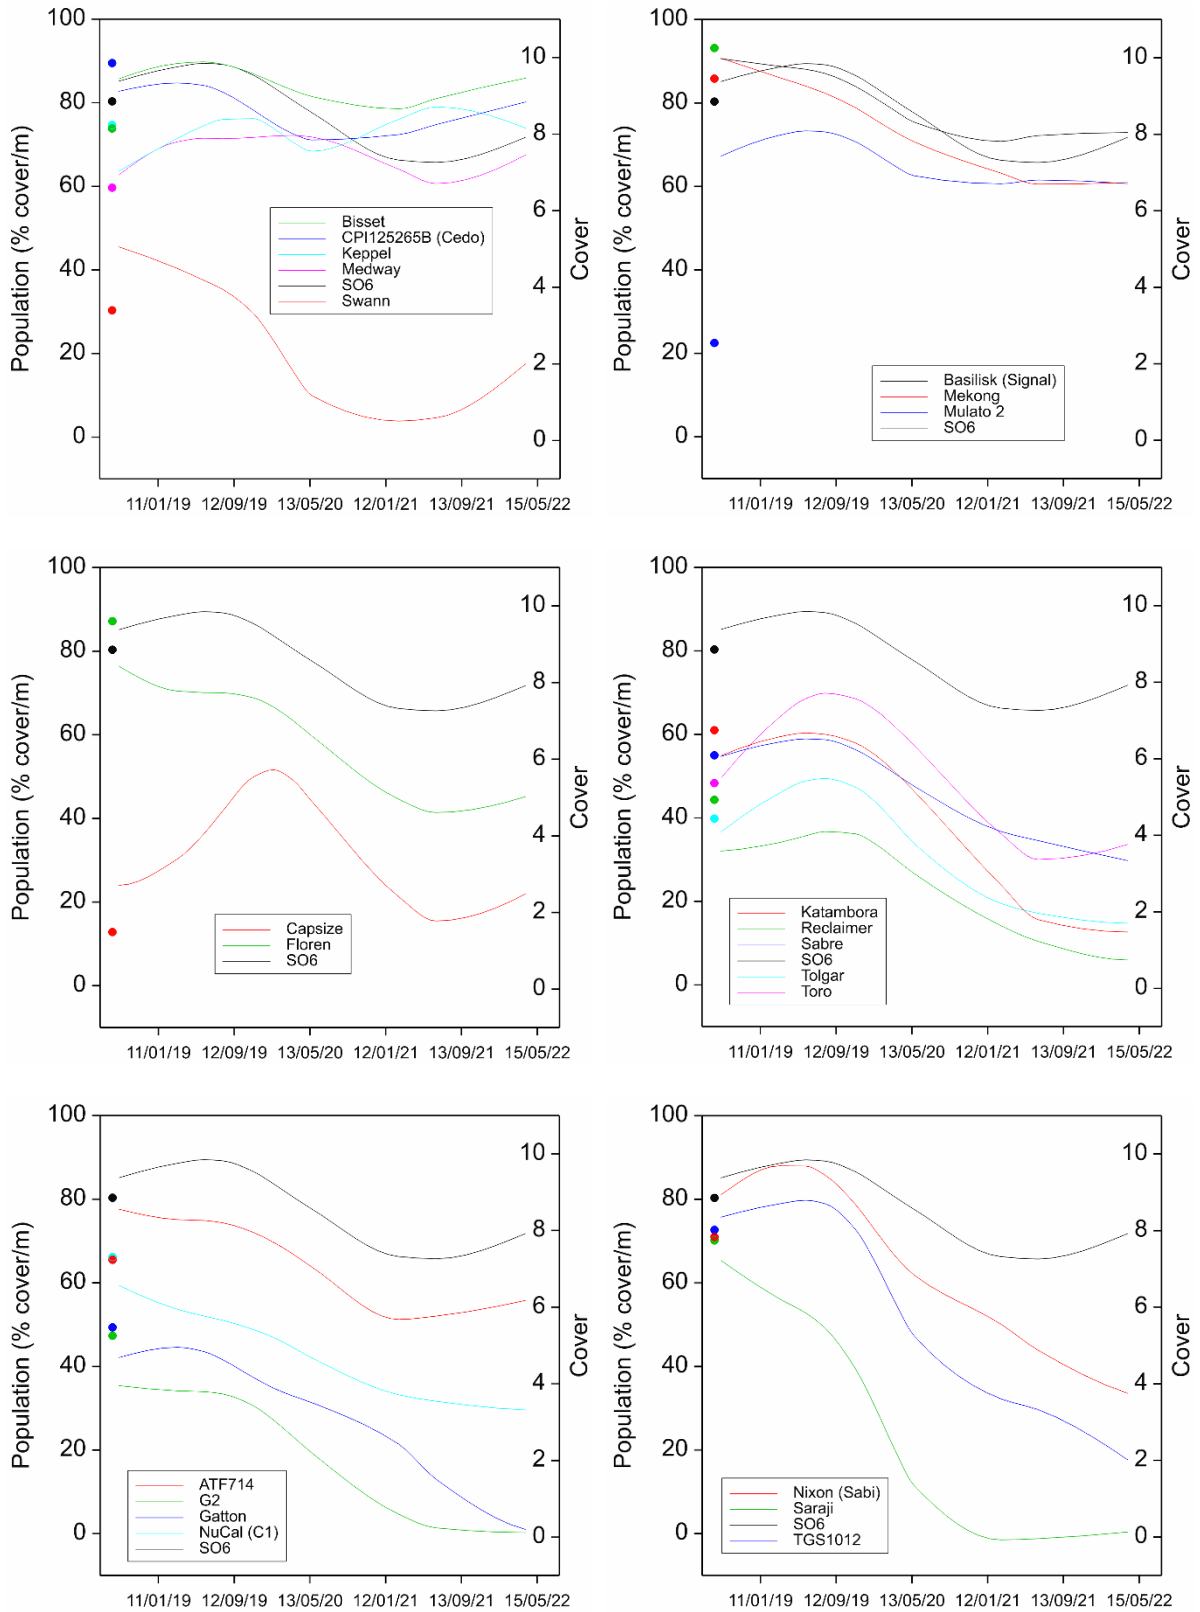 100
80
60
40
20
0
Population (% cover/m)
10
8
6
4
2
0
Cover
Bisset
CPI125265B (Cedo)
Keppel
Medway
SO6
Swann
11/01/19 12/09/19 13/05/20 12/01/21 13/09/21 15/05/22
100
80
60
40
20
0
Population (% cover/m)
10
8
6
4
2
0
Cover
Basilisk (Signal)
Mekong
Mulato 2
SO6
11/01/19 12/09/19 13/05/20 12/01/21 13/09/21 15/05/22
100
80
60
40
20
0
Population (% cover/m)
10
8
6
4
2
0
Cover
Capsize
Floren
SO6
11/01/19 12/09/19 13/05/20 12/01/21 13/09/21 15/05/22
100
80
60
40
20
0
Population (% cover/m)
10
8
6
4
2
0
Cover
Katambora
Reclaimer
Sabre
SO6
Tolgar
Toro
11/01/19 12/09/19 13/05/20 12/01/21 13/09/21 15/05/22
100
80
60
40
20
0
Population (% cover/m)
10
8
6
4
2
0
Cover
ATF714
G2
Gatton
NuCal (C1)
SO6
11/01/19 12/09/19 13/05/20 12/01/21 13/09/21 15/05/22
100
80
60
40
20
0
Population (% cover/m)
10
8
6
4
2
0
Cover
Nixon (Sabi)
Saraji
SO6
TGS1012
11/01/19 12/09/19 13/05/20 12/01/21 13/09/21 15/05/22